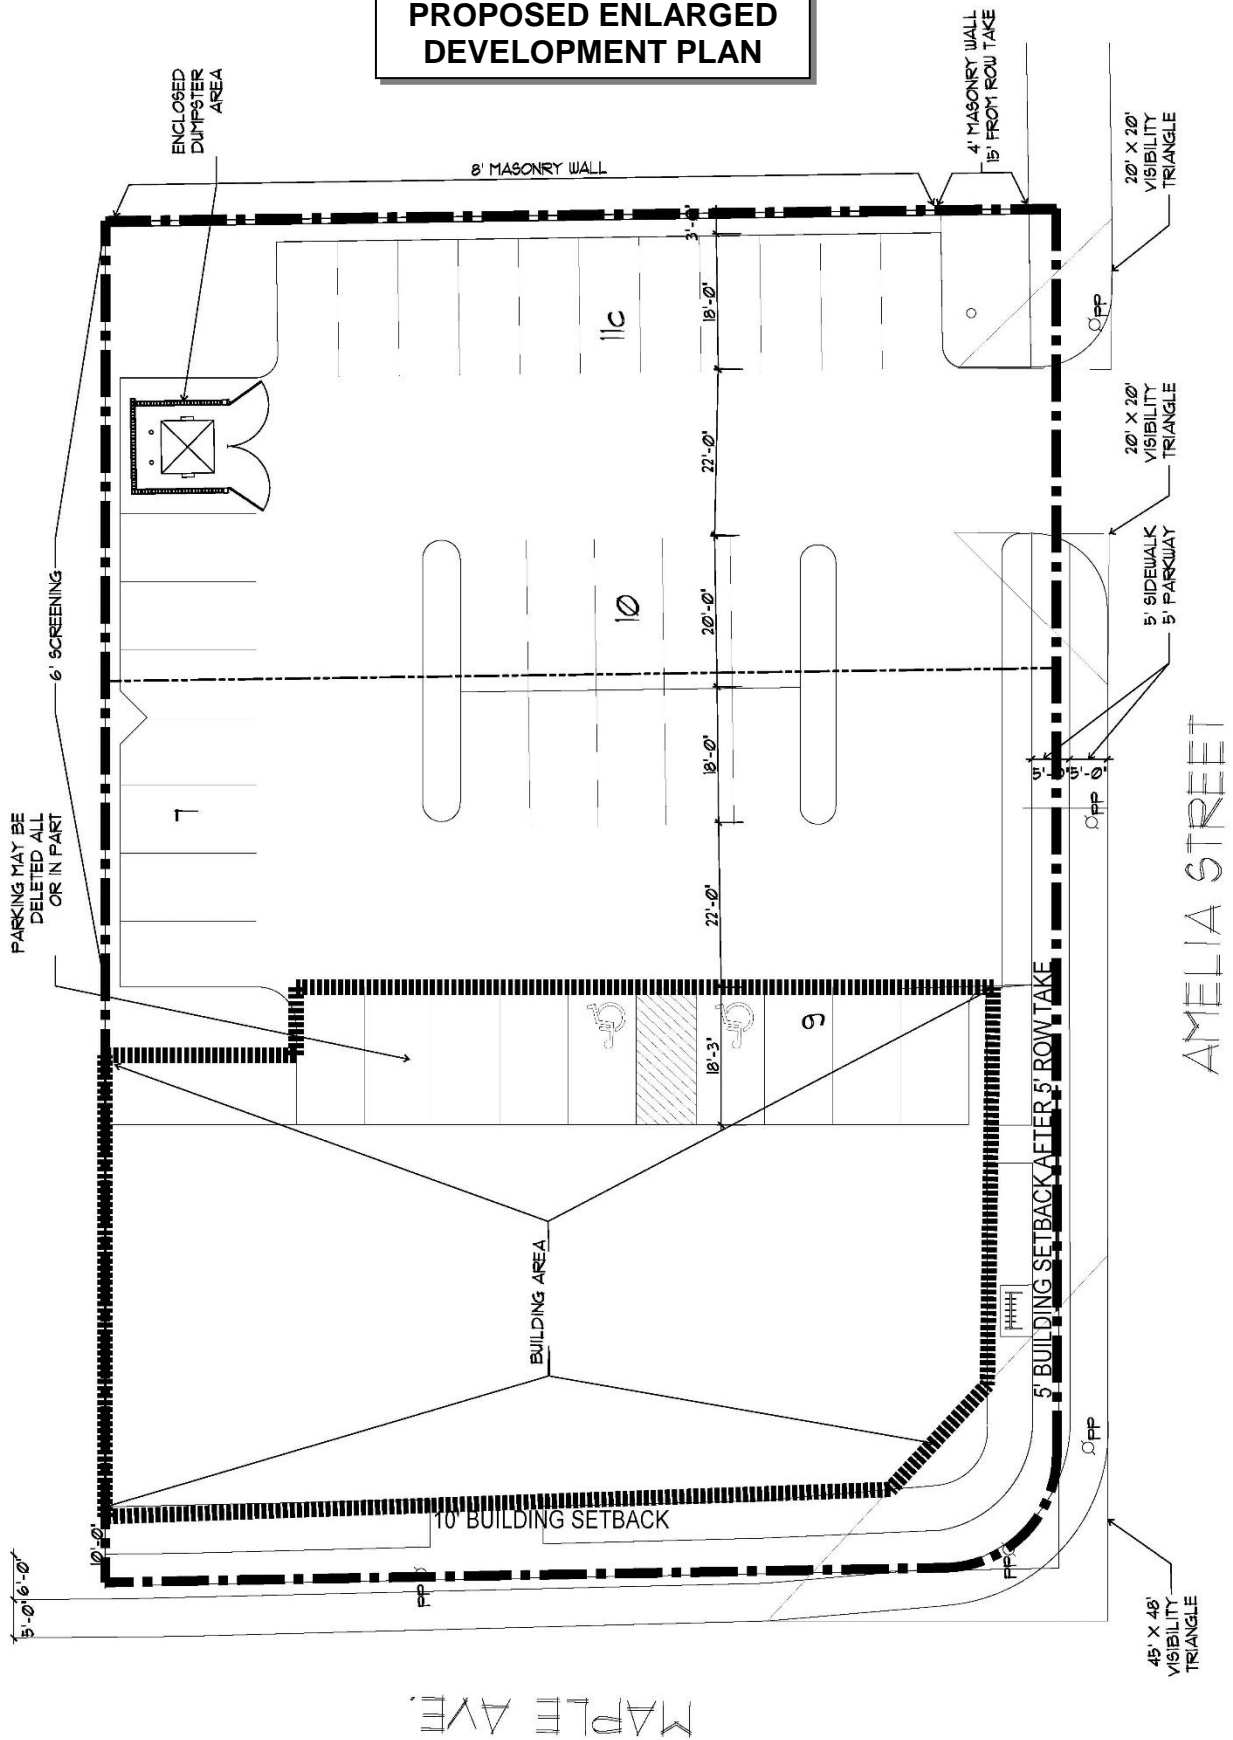 PROPOSED ENLARGED
DEVELOPMENT PLAN
ENCLOSED
DUMPSTER
AREA
8' MASONRY WALL
4' MASONRY WALL
15' FROM ROW TAKE
20' X 20'
VISIBILITY
TRIANGLE
3'-0"
18'-0"
11c
PP
22'-0"
20' X 20'
VISIBILITY
TRIANGLE
6' SCREENING
10
20'-0"
5' SIDEWALK
5' PARKWAY
18'-0"
5'-0"
5'-0"
PP
7
PARKING MAY BE
DELETED ALL
OR IN PART
22'-0"
AMELIA STREET
9
18'-3"
5' BUILDING SETBACK AFTER 5' ROW TAKE
BUILDING AREA
PP
10' BUILDING SETBACK
10'-0"
6'-0"
5'-0"
PP
PP
45' X 48'
VISIBILITY
TRIANGLE
MAPLE AVE.